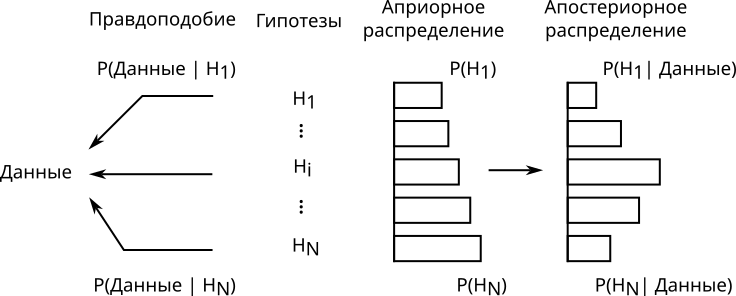 Правдоподобие
Гипотезы
Априорное
распределение
Апостериорное
распределение
P(Данные | H1)
P(H1)
P(H1| Данные)
H1
⋮
Данные
Hi
⋮
HN
P(Данные | HN)
P(HN)
P(HN| Данные)